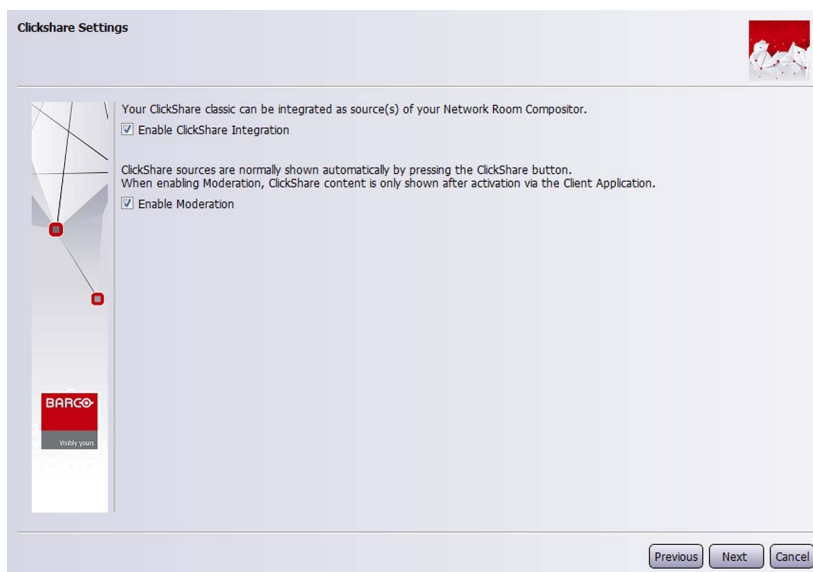 Clickshare Settings
Your ClickShare classic can be integrated as source(s) of your Network Room Compositor.
Enable ClickShare Integration
ClickShare sources are normally shown automatically by pressing the ClickShare button.
When enabling Moderation, ClickShare content is only shown after activation via the Client Application.
Enable Moderation
BARCO
Visibly yours
Previous Next Cancel